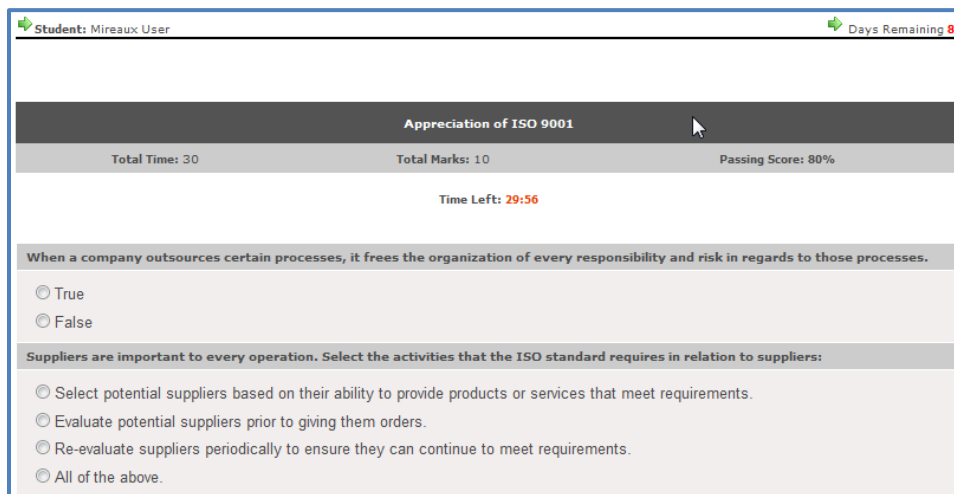 Student: Mireaux User Days Remaining 8
Appreciation of ISO 9001
Total Time: 30 Total Marks: 10 Passing Score: 80%
Time Left: 29:56
When a company outsources certain processes, it frees the organization of every responsibility and risk in regards to those processes.
True
False
Suppliers are important to every operation. Select the activities that the ISO standard requires in relation to suppliers:
Select potential suppliers based on their ability to provide products or services that meet requirements.
Evaluate potential suppliers prior to giving them orders.
Re-evaluate suppliers periodically to ensure they can continue to meet requirements.
All of the above.